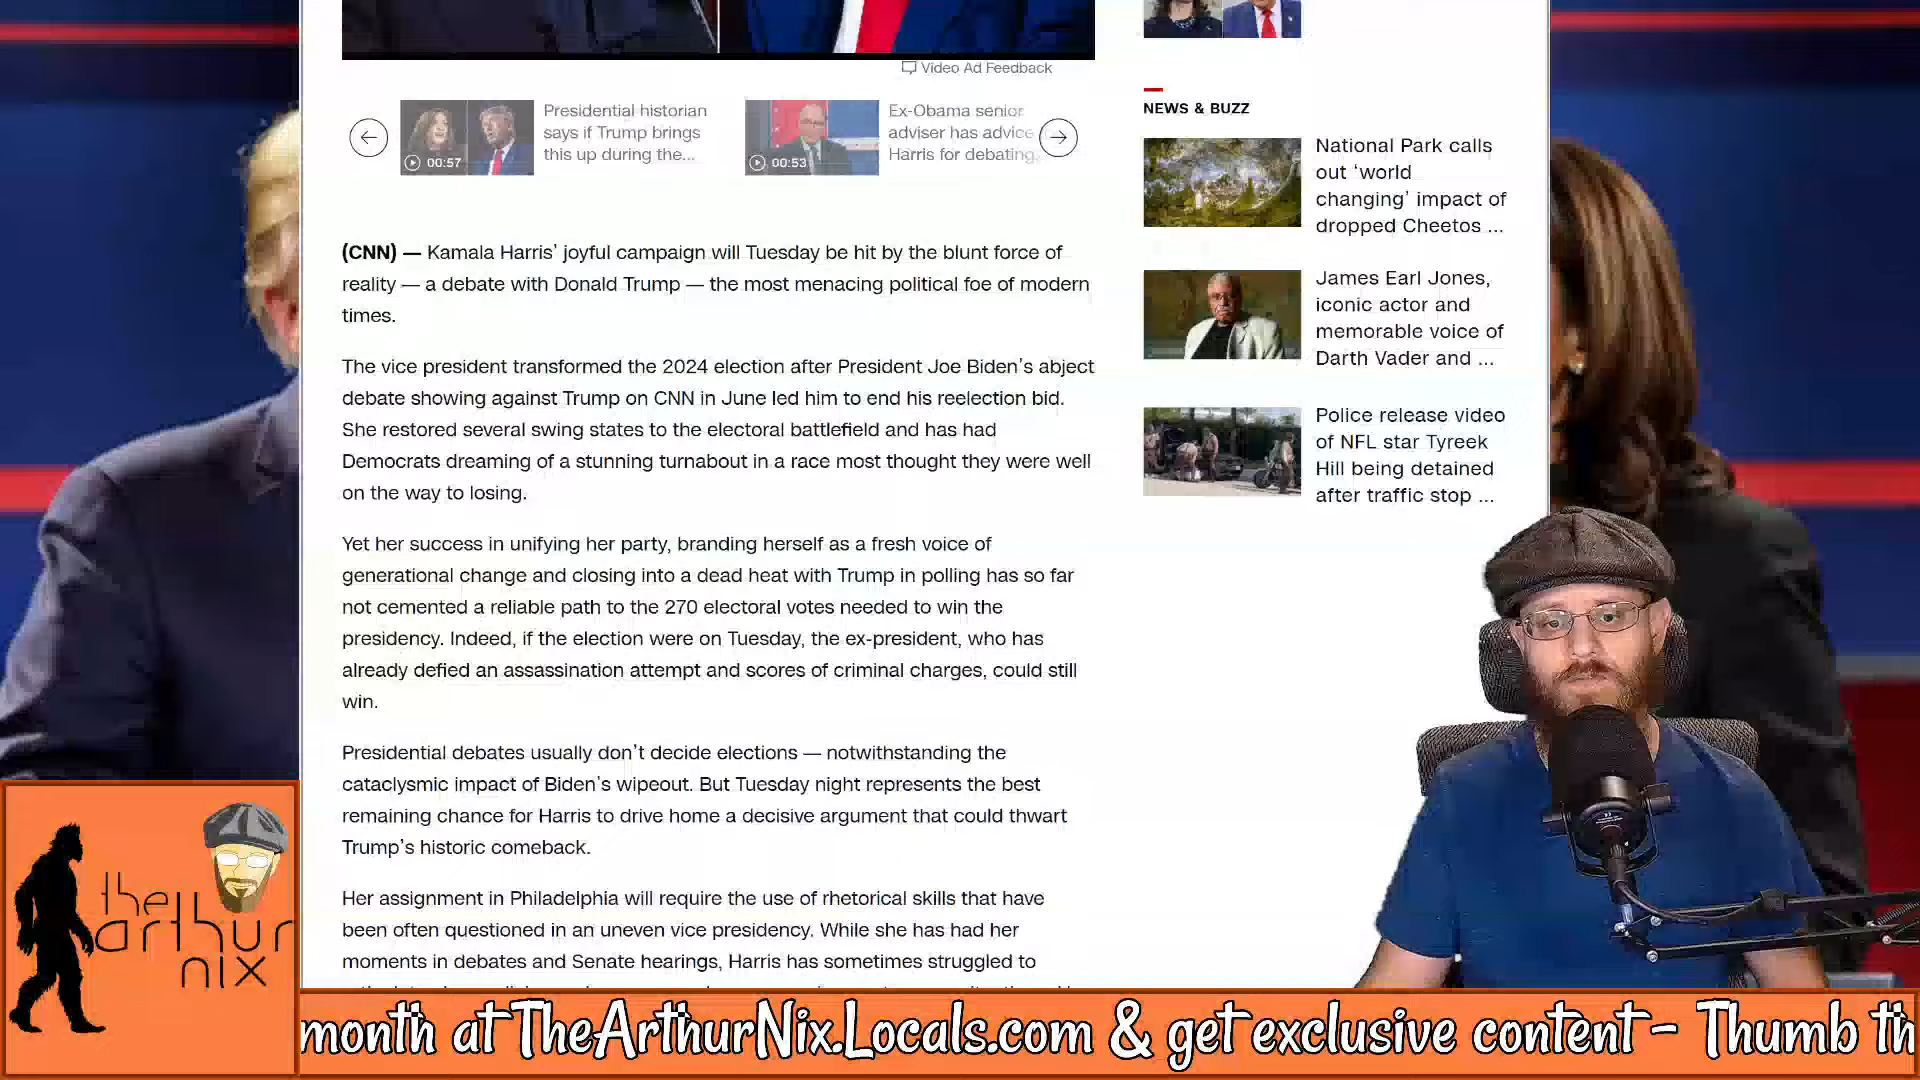 Video Ad Feedback
Presidential historian
says if Trump brings
this up during the...
00:57
Ex-Obama senior
adviser has advice
Harris for debating
00:53
(CNN) — Kamala Harris’ joyful campaign will Tuesday be hit by the blunt force of
reality — a debate with Donald Trump — the most menacing political foe of modern
times.
The vice president transformed the 2024 election after President Joe Biden’s abject
debate showing against Trump on CNN in June led him to end his reelection bid.
She restored several swing states to the electoral battlefield and has had
Democrats dreaming of a stunning turnabout in a race most thought they were well
on the way to losing.
Yet her success in unifying her party, branding herself as a fresh voice of
generational change and closing into a dead heat with Trump in polling has so far
not cemented a reliable path to the 270 electoral votes needed to win the
presidency. Indeed, if the election were on Tuesday, the ex-president, who has
already defied an assassination attempt and scores of criminal charges, could still
win.
Presidential debates usually don’t decide elections — notwithstanding the
cataclysmic impact of Biden’s wipeout. But Tuesday night represents the best
remaining chance for Harris to drive home a decisive argument that could thwart
Trump’s historic comeback.
Her assignment in Philadelphia will require the use of rhetorical skills that have
been often questioned in an uneven vice presidency. While she has had her
moments in debates and Senate hearings, Harris has sometimes struggled to
NEWS & BUZZ
National Park calls
out ‘world
changing’ impact of
dropped Cheetos ...
James Earl Jones,
iconic actor and
memorable voice of
Darth Vader and ...
Police release video
of NFL star Tyreek
Hill being detained
after traffic stop ...
the
arthur
nix
month at TheArthurNix.Locals.com & get exclusive content - Thumb th